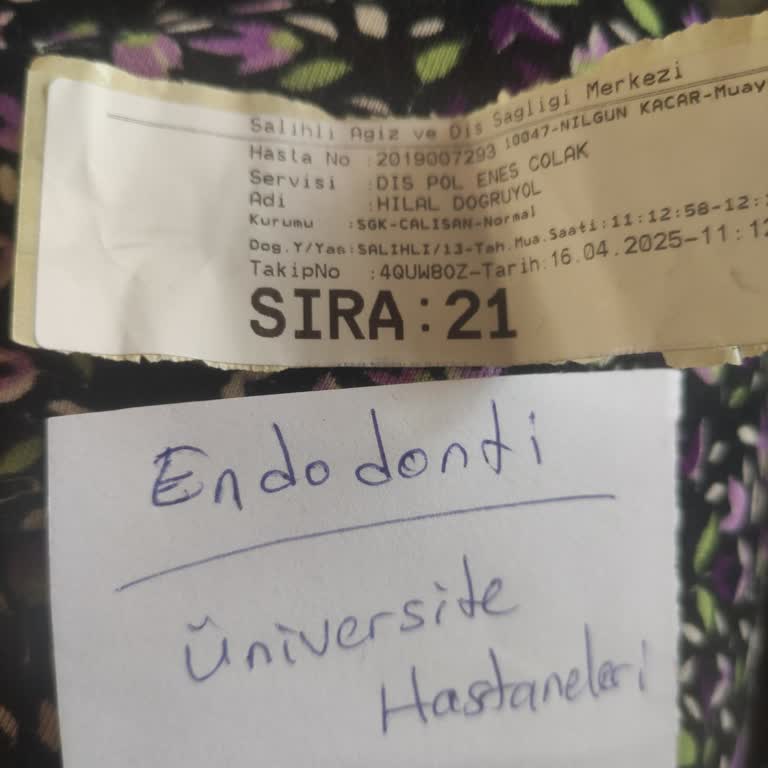 Salihli Agiz ve Dis Sagligi Merkezi
Hasta No :2019007293 10047-NILGUN KACAR-Muay
Servisi :DIS POL ENES COLAK
Adi :HILAL DOGRUYOL
Kurumu :SGK-CALISAN-Normal
Dog.Y/Yas:SALIHLI/13-Tah.Mua.Saati:11:12:58-12:
TakipNo :4QUW8OZ-Tarih:16.04.2025-11:12
SIRA:21
Endodonti
Üniversite
Hastaneleri